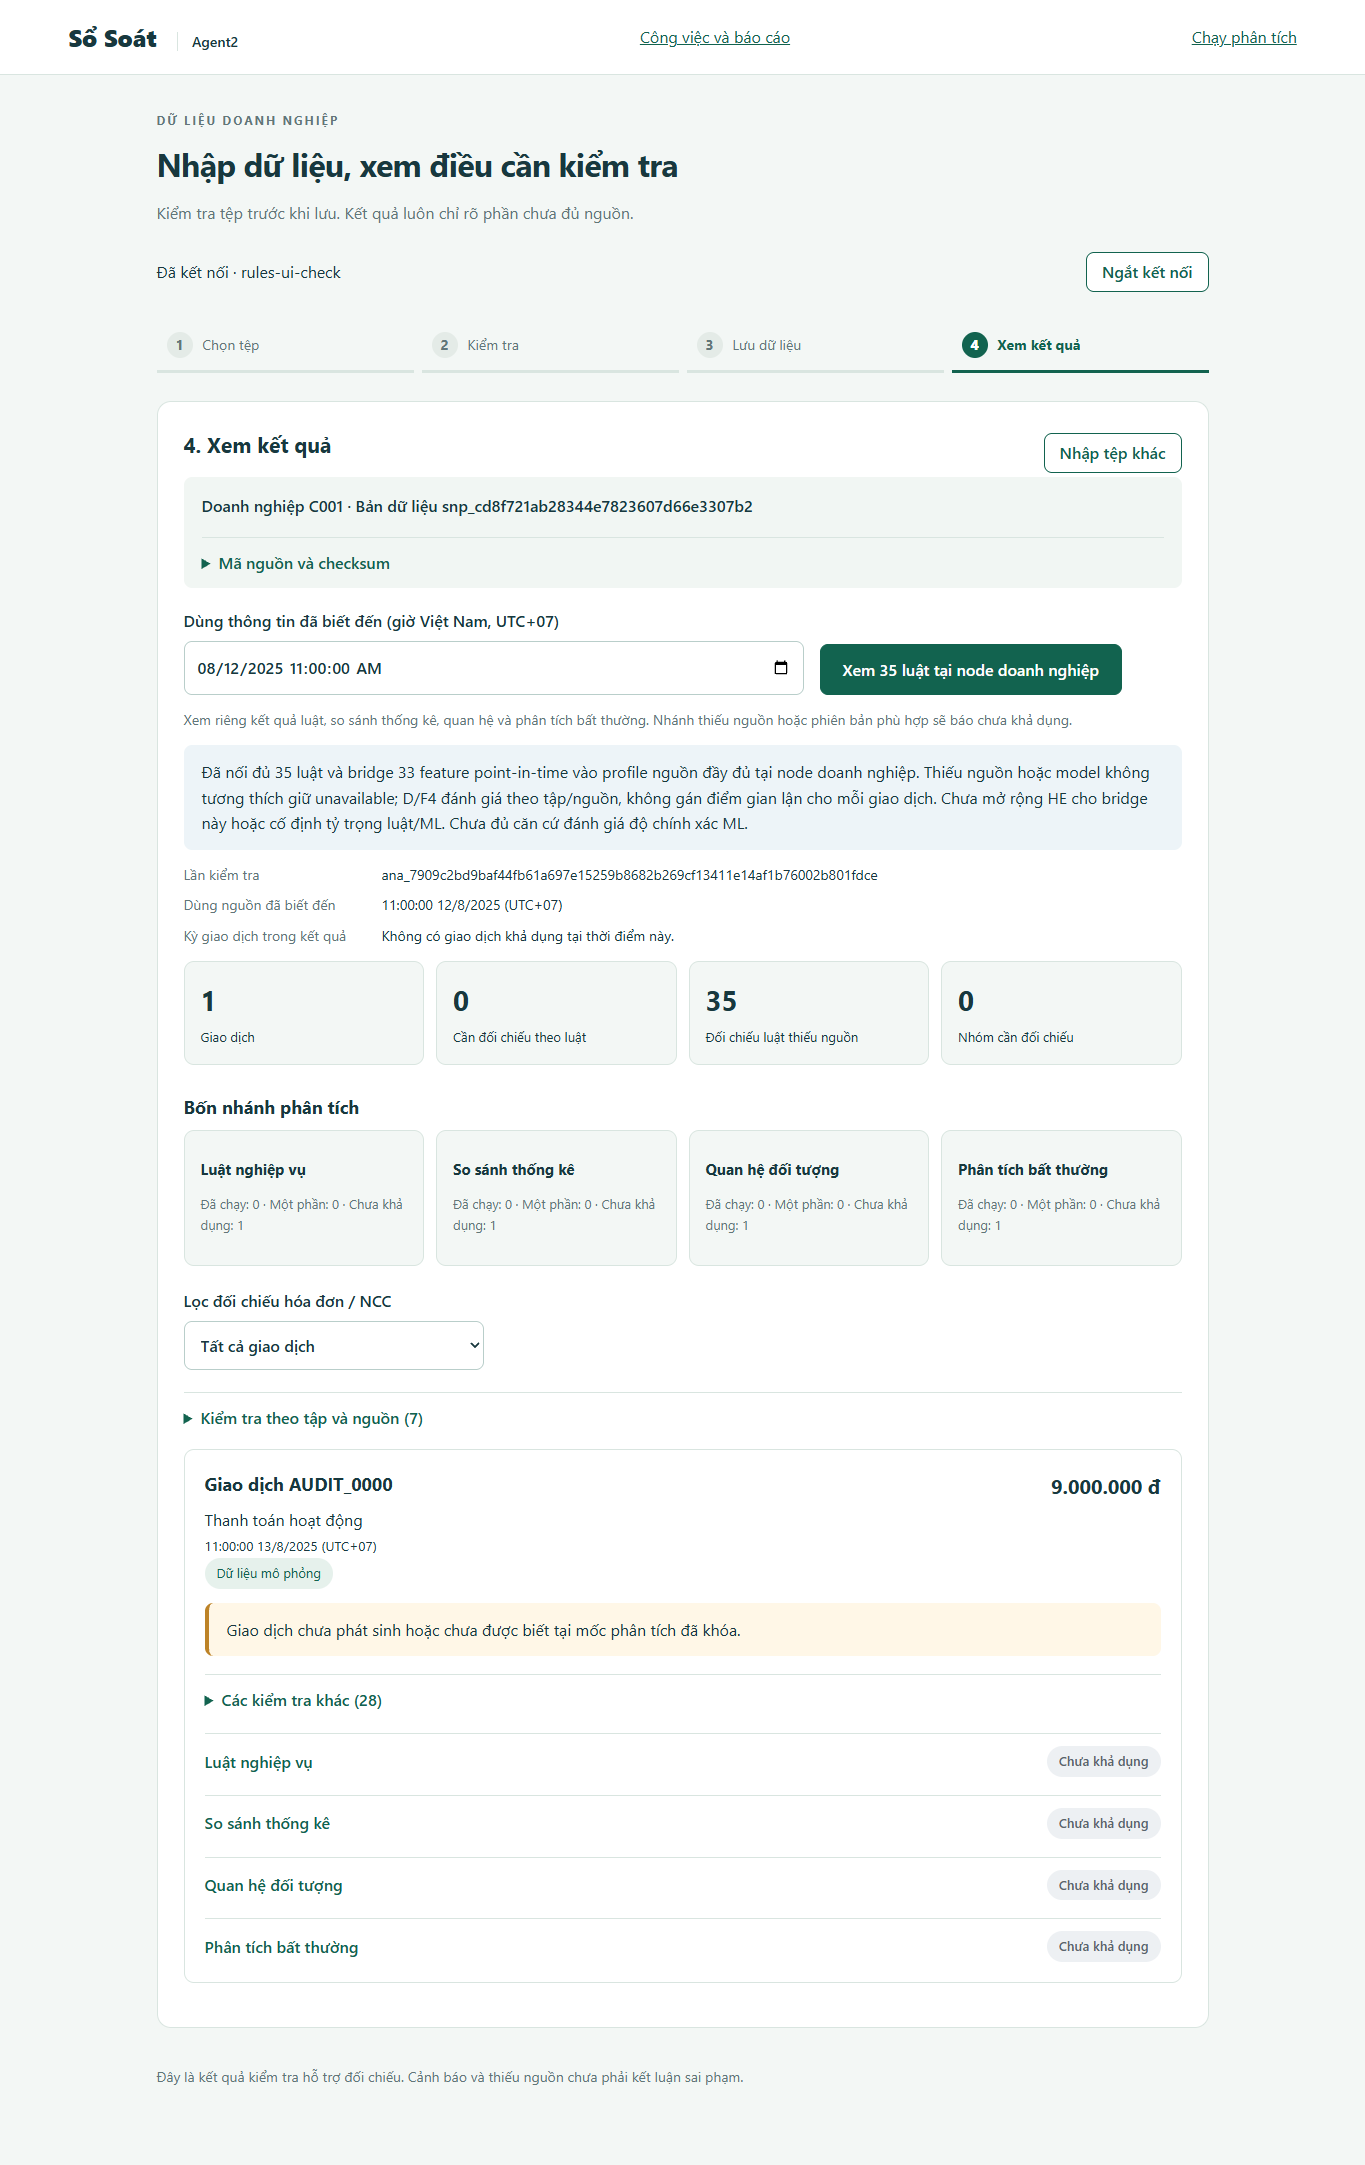 Sổ Soát
Agent2
Công việc và báo cáo
Chạy phân tích
DỮ LIỆU DOANH NGHIỆP
Nhập dữ liệu, xem điều cần kiểm tra
Kiểm tra tệp trước khi lưu. Kết quả luôn chỉ rõ phần chưa đủ nguồn.
Đã kết nối · rules-ui-check
Ngắt kết nối
1 Chọn tệp
2 Kiểm tra
3 Lưu dữ liệu
4 Xem kết quả
4. Xem kết quả
Nhập tệp khác
Doanh nghiệp C001 · Bản dữ liệu snp_cd8f721ab28344e7823607d66e3307b2
Mã nguồn và checksum
Dùng thông tin đã biết đến (giờ Việt Nam, UTC+07)
08/12/2025 11:00:00 AM
Xem 35 luật tại node doanh nghiệp
Xem riêng kết quả luật, so sánh thống kê, quan hệ và phân tích bất thường. Nhánh thiếu nguồn hoặc phiên bản phù hợp sẽ báo chưa khả dụng.
Đã nối đủ 35 luật và bridge 33 feature point-in-time vào profile nguồn đầy đủ tại node doanh nghiệp. Thiếu nguồn hoặc model không
tương thích giữ unavailable; D/F4 đánh giá theo tập/nguồn, không gán điểm gian lận cho mỗi giao dịch. Chưa mở rộng HE cho bridge
này hoặc cố định tỷ trọng luật/ML. Chưa đủ căn cứ đánh giá độ chính xác ML.
Lần kiểm tra
ana_7909c2bd9baf44fb61a697e15259b8682b269cf13411e14af1b76002b801fdce
Dùng nguồn đã biết đến
11:00:00 12/8/2025 (UTC+07)
Kỳ giao dịch trong kết quả
Không có giao dịch khả dụng tại thời điểm này.
1
Giao dịch
0
Cần đối chiếu theo luật
35
Đối chiếu luật thiếu nguồn
0
Nhóm cần đối chiếu
Bốn nhánh phân tích
Luật nghiệp vụ
Đã chạy: 0 · Một phần: 0 · Chưa khả
dụng: 1
So sánh thống kê
Đã chạy: 0 · Một phần: 0 · Chưa khả
dụng: 1
Quan hệ đối tượng
Đã chạy: 0 · Một phần: 0 · Chưa khả
dụng: 1
Phân tích bất thường
Đã chạy: 0 · Một phần: 0 · Chưa khả
dụng: 1
Lọc đối chiếu hóa đơn / NCC
Tất cả giao dịch
Kiểm tra theo tập và nguồn (7)
Giao dịch AUDIT_0000
9.000.000 đ
Thanh toán hoạt động
11:00:00 13/8/2025 (UTC+07)
Dữ liệu mô phỏng
Giao dịch chưa phát sinh hoặc chưa được biết tại mốc phân tích đã khóa.
Các kiểm tra khác (28)
Luật nghiệp vụ
Chưa khả dụng
So sánh thống kê
Chưa khả dụng
Quan hệ đối tượng
Chưa khả dụng
Phân tích bất thường
Chưa khả dụng
Đây là kết quả kiểm tra hỗ trợ đối chiếu. Cảnh báo và thiếu nguồn chưa phải kết luận sai phạm.